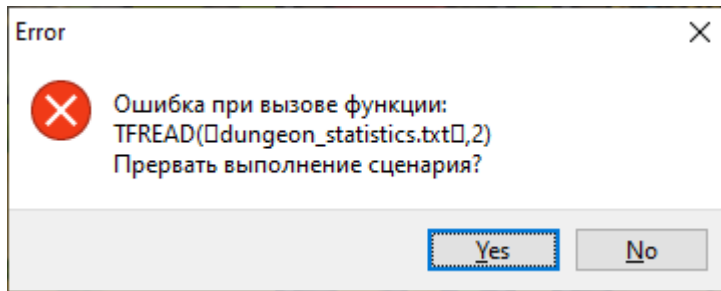 Error
Ошибка при вызове функции:
TFREAD(▯dungeon_statistics.txt▯,2)
Прервать выполнение сценария?
Yes
No